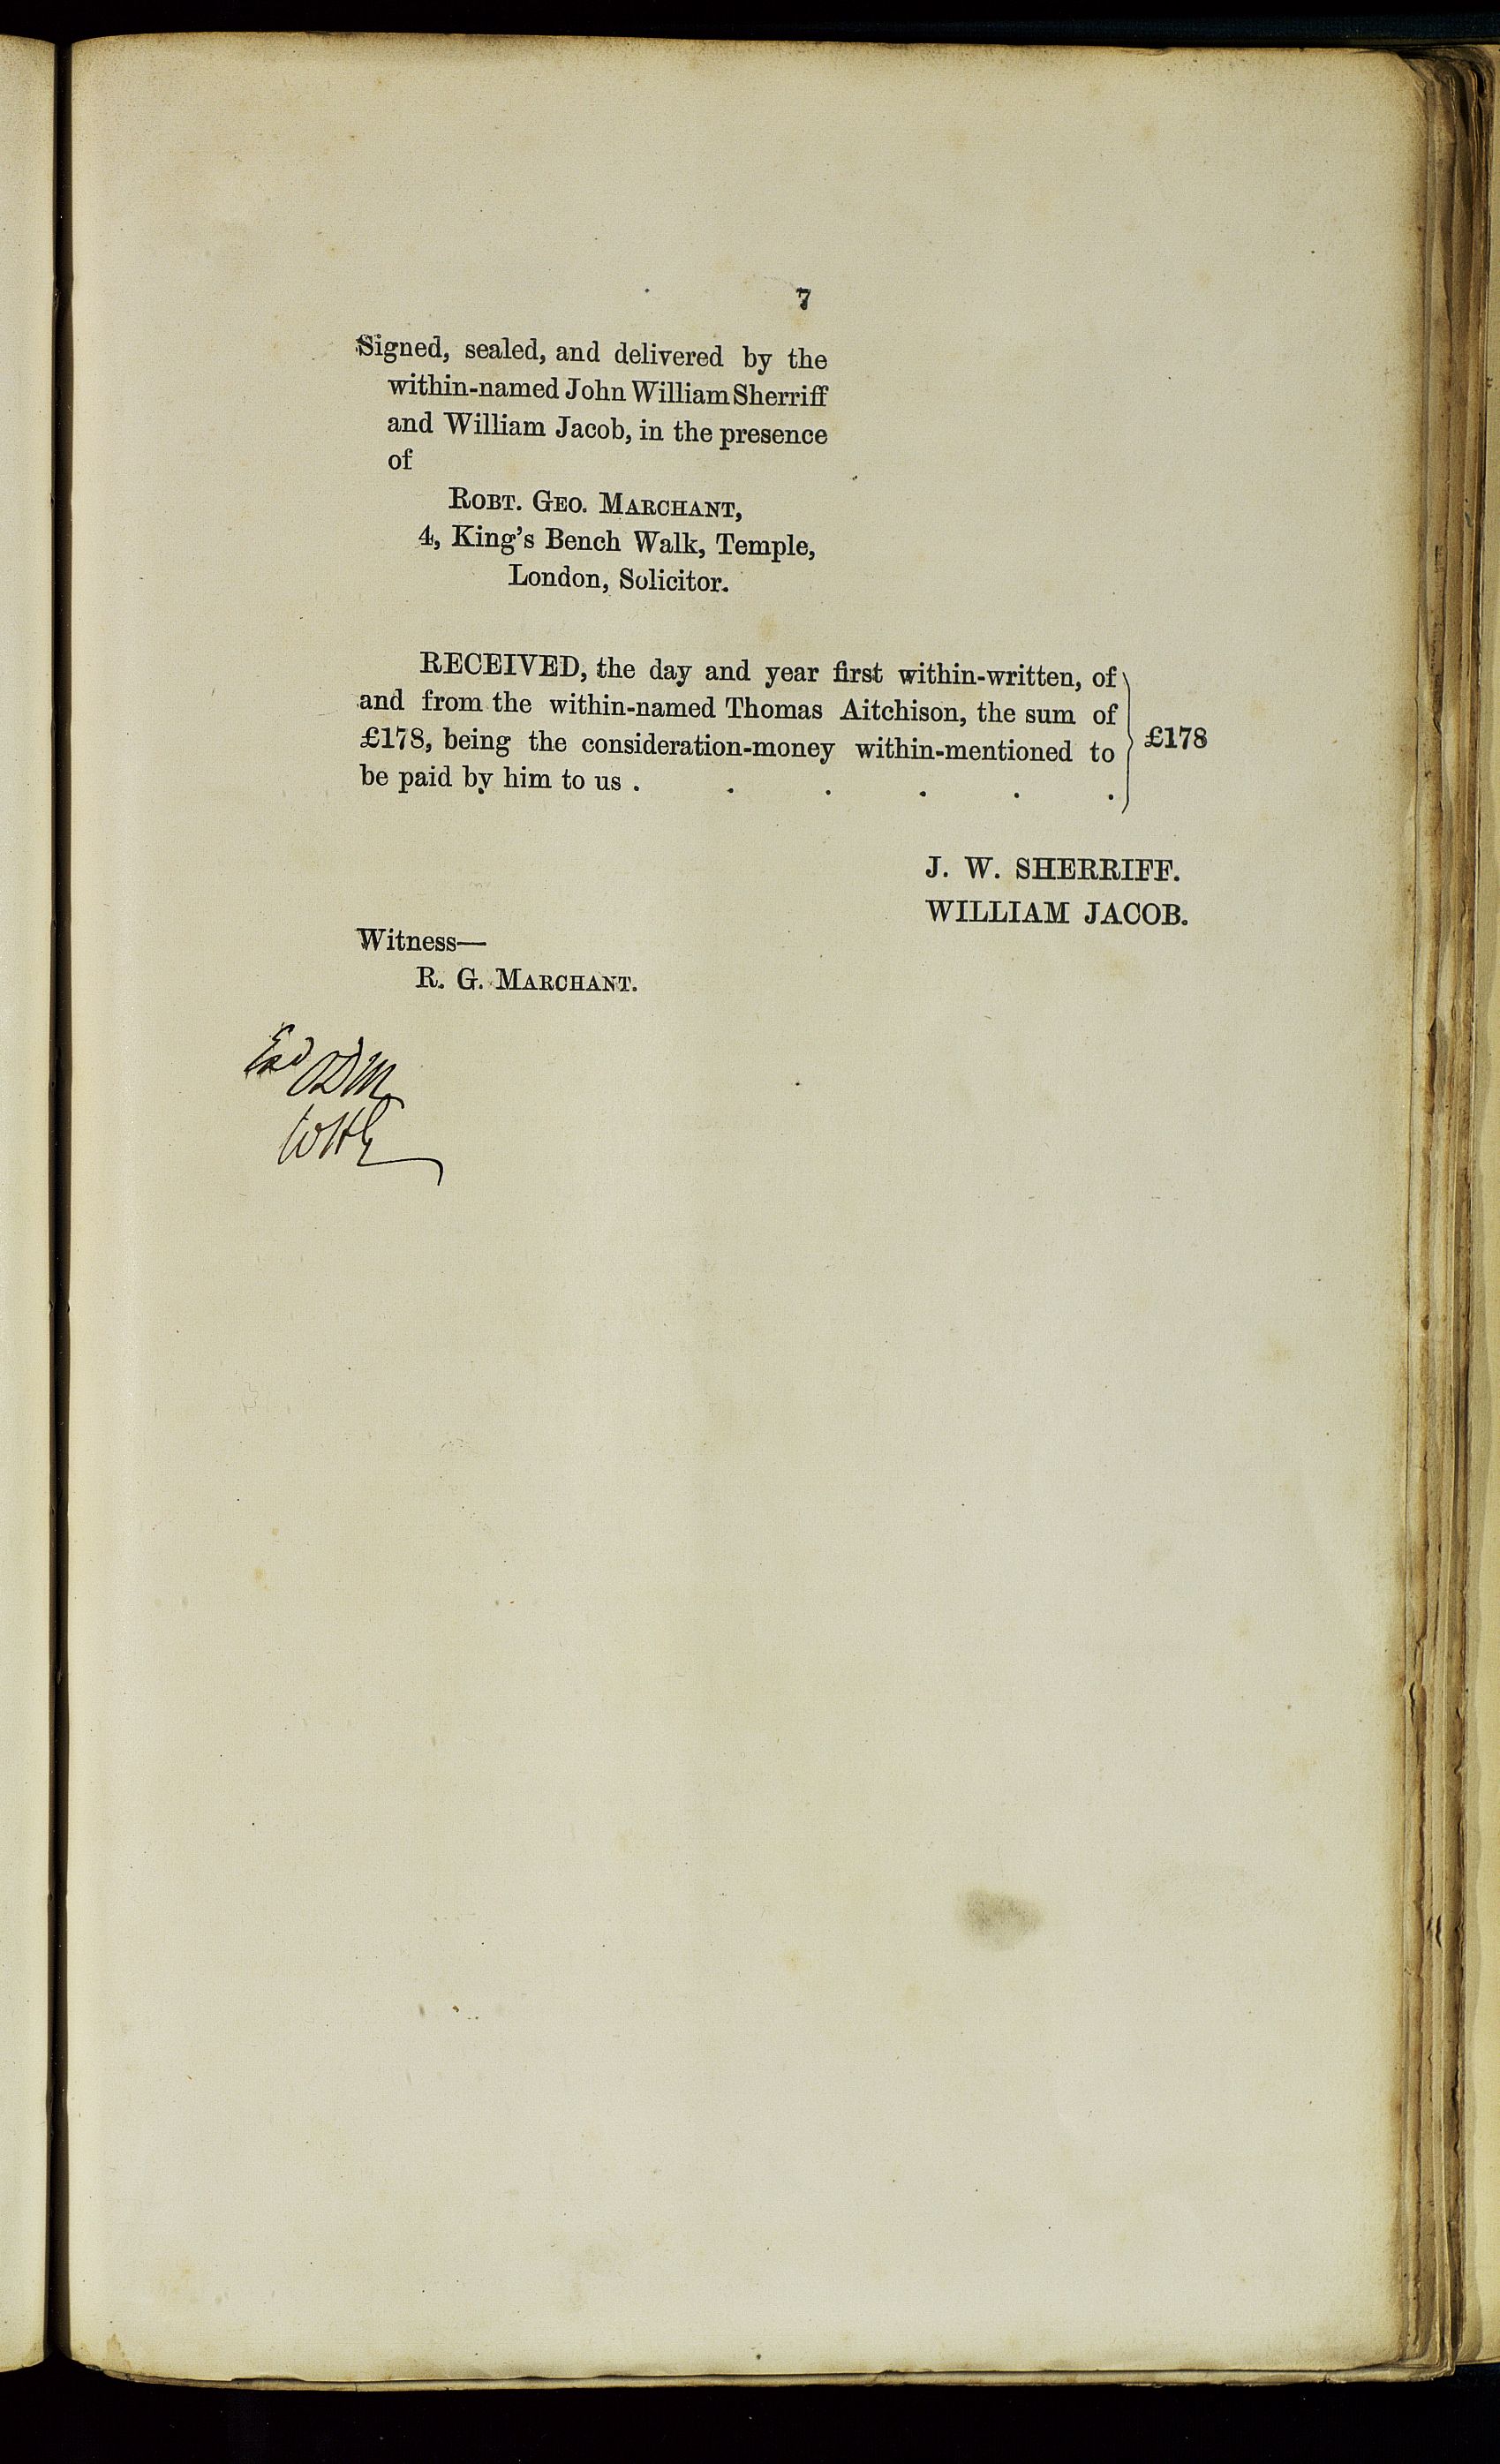 7
Signed, sealed, and delivered by the
within-named John William Sherriff
and William Jacob, in the presence
of
ROBT. GEO. MARCHANT,
4, King's Bench Walk, Temple,
London, Solicitor.
RECEIVED, the day and year first within-written, of
and from the within-named Thomas Aitchison, the sum of
£178, being the consideration-money within-mentioned to
be paid by him to us . . . . . .
£178
J. W. SHERRIFF.
WILLIAM JACOB.
Witness—
R. G. MARCHANT.